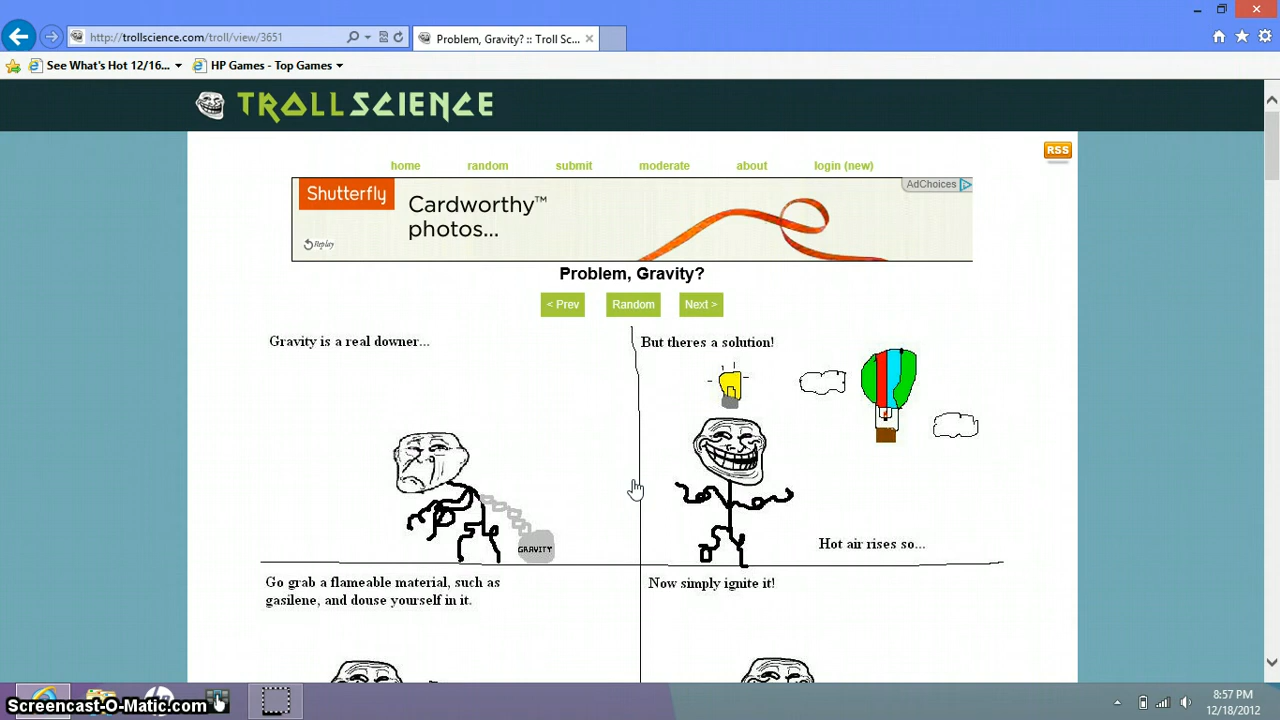 http://trollscience.com/troll/view/3651
Problem, Gravity? :: Troll Sc...
See What's Hot 12/16...
HP Games - Top Games
TROLLSCIENCE
RSS
home random submit moderate about login (new)
Shutterfly
Cardworthy™
photos...
Replay
AdChoices
Problem, Gravity?
< Prev Random Next >
Gravity is a real downer...
But theres a solution!
GRAVITY
Hot air rises so...
Go grab a flameable material, such as
gasilene, and douse yourself in it.
Now simply ignite it!
Screencast-O-Matic.com
8:57 PM
12/18/2012